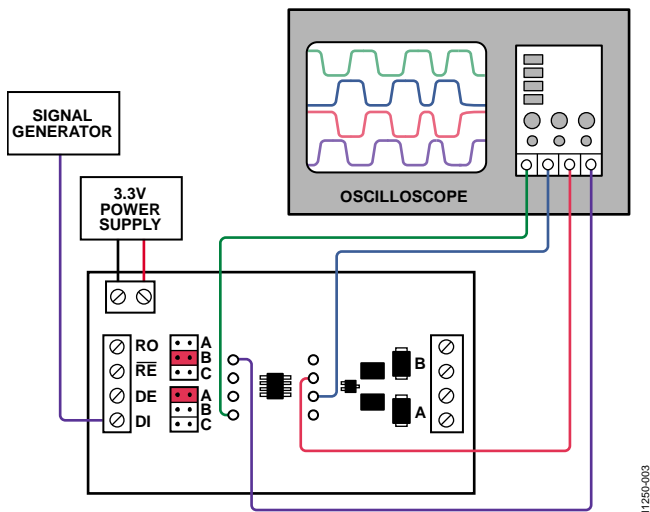 SIGNAL
GENERATOR
3.3V
POWER
SUPPLY
OSCILLOSCOPE
RO
RE
DE
DI
A
B
C
A
B
C
B
A
11250-003